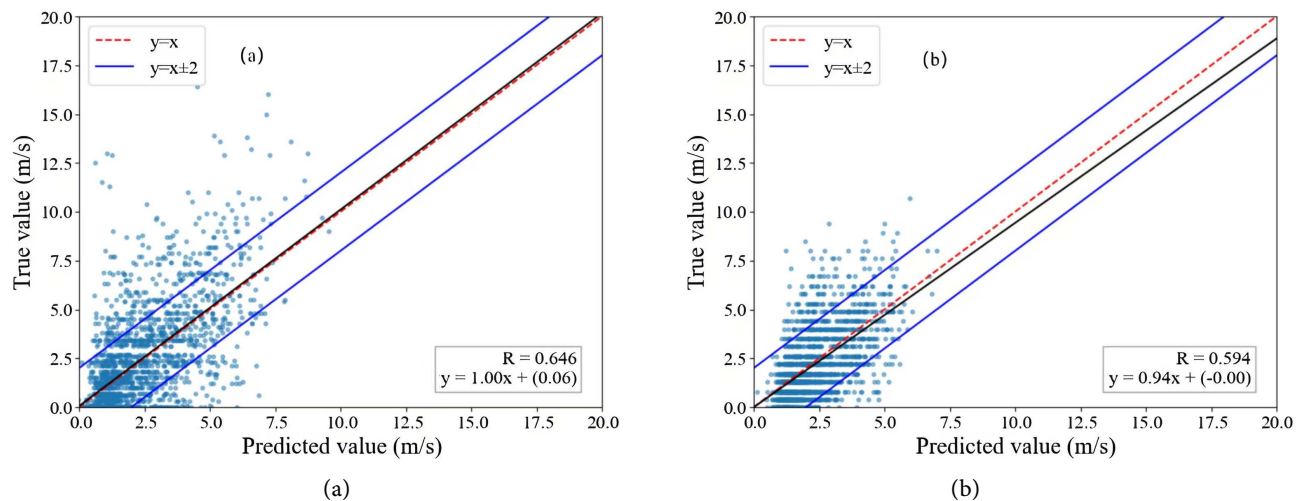 20.0
17.5
15.0
12.5
10.0
7.5
5.0
2.5
0.0
True value (m/s)
y=x
y=x±2
(a)
R = 0.646
y = 1.00x + (0.06)
0.0 2.5 5.0 7.5 10.0 12.5 15.0 17.5 20.0
Predicted value (m/s)
(a)
20.0
17.5
15.0
12.5
10.0
7.5
5.0
2.5
0.0
True value (m/s)
y=x
y=x±2
(b)
R = 0.594
y = 0.94x + (-0.00)
0.0 2.5 5.0 7.5 10.0 12.5 15.0 17.5 20.0
Predicted value (m/s)
(b)